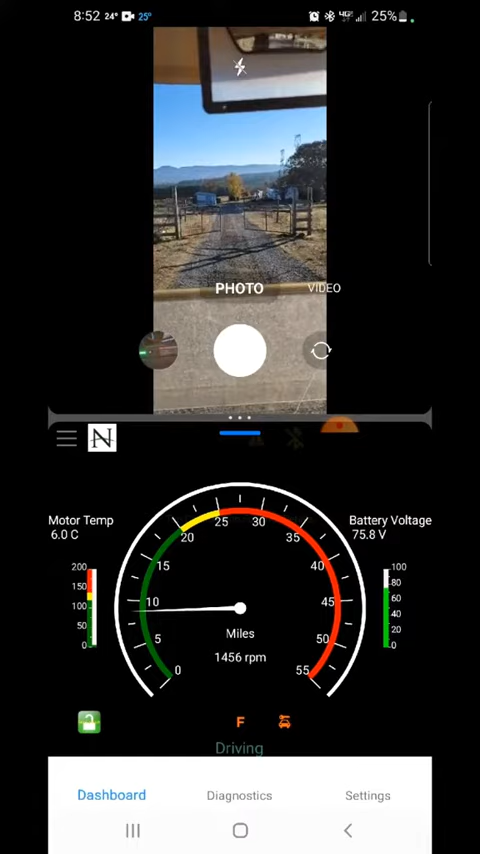 8:52 24° 25° 4G 25%
PHOTO VIDEO
N
Motor Temp
6.0 C
Battery Voltage
75.8 V
200
150
100
50
0
0
5
10
15
20
25
30
35
40
45
50
55
100
80
60
40
20
0
Miles
1456 rpm
F
Driving
Dashboard Diagnostics Settings